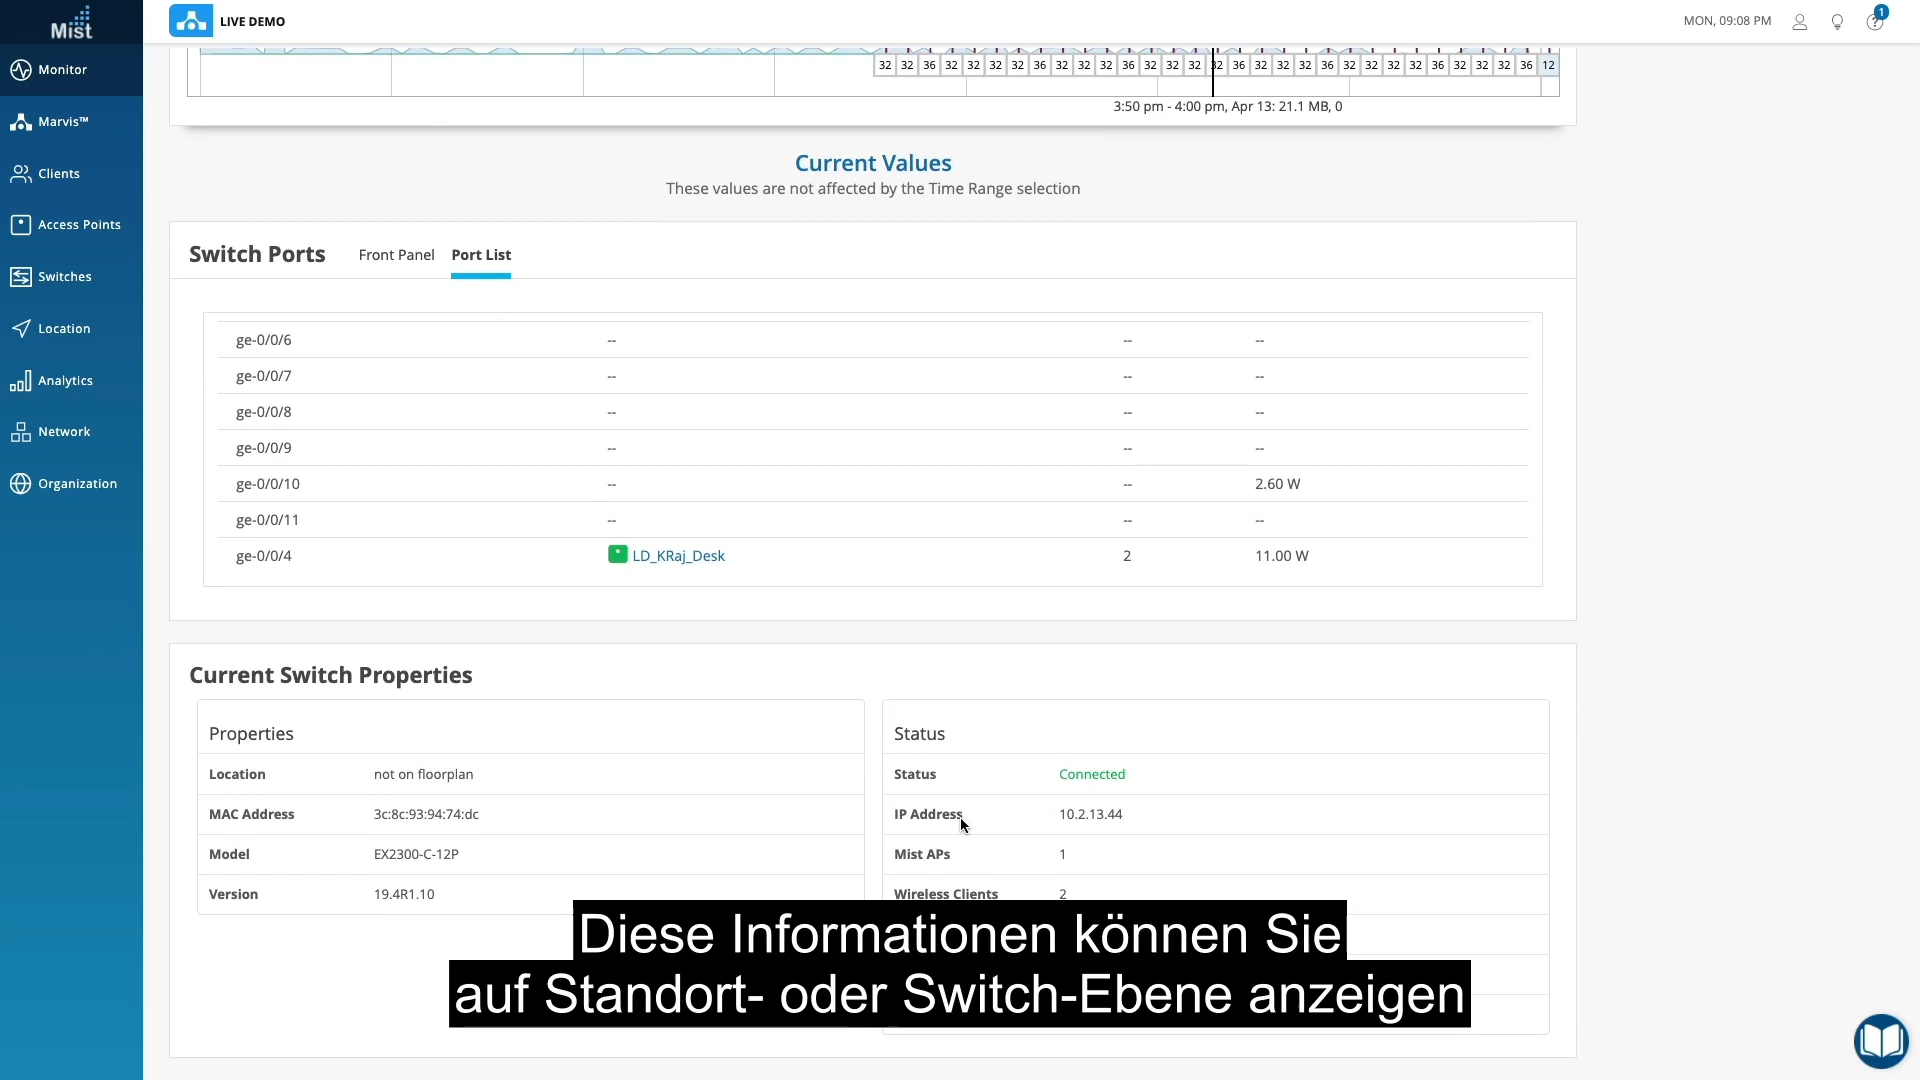 Mist
LIVE DEMO
MON, 09:08 PM
1
Monitor
Marvis™
Clients
Access Points
Switches
Location
Analytics
Network
Organization
32 32 36 32 32 32 32 36 32 32 32 36 32 32 32 32 36 32 32 32 36 32 32 32 32 36 32 32 32 36 12
3:50 pm - 4:00 pm, Apr 13: 21.1 MB, 0
Current Values
These values are not affected by the Time Range selection
Switch Ports Front Panel Port List
ge-0/0/6 -- -- --
ge-0/0/7 -- -- --
ge-0/0/8 -- -- --
ge-0/0/9 -- -- --
ge-0/0/10 -- -- 2.60 W
ge-0/0/11 -- -- --
ge-0/0/4 LD_KRaj_Desk 2 11.00 W
Current Switch Properties
Properties
Location not on floorplan
MAC Address 3c:8c:93:94:74:dc
Model EX2300-C-12P
Version 19.4R1.10
Status
Status Connected
IP Address 10.2.13.44
Mist APs 1
Wireless Clients 2
Diese Informationen können Sie
auf Standort- oder Switch-Ebene anzeigen